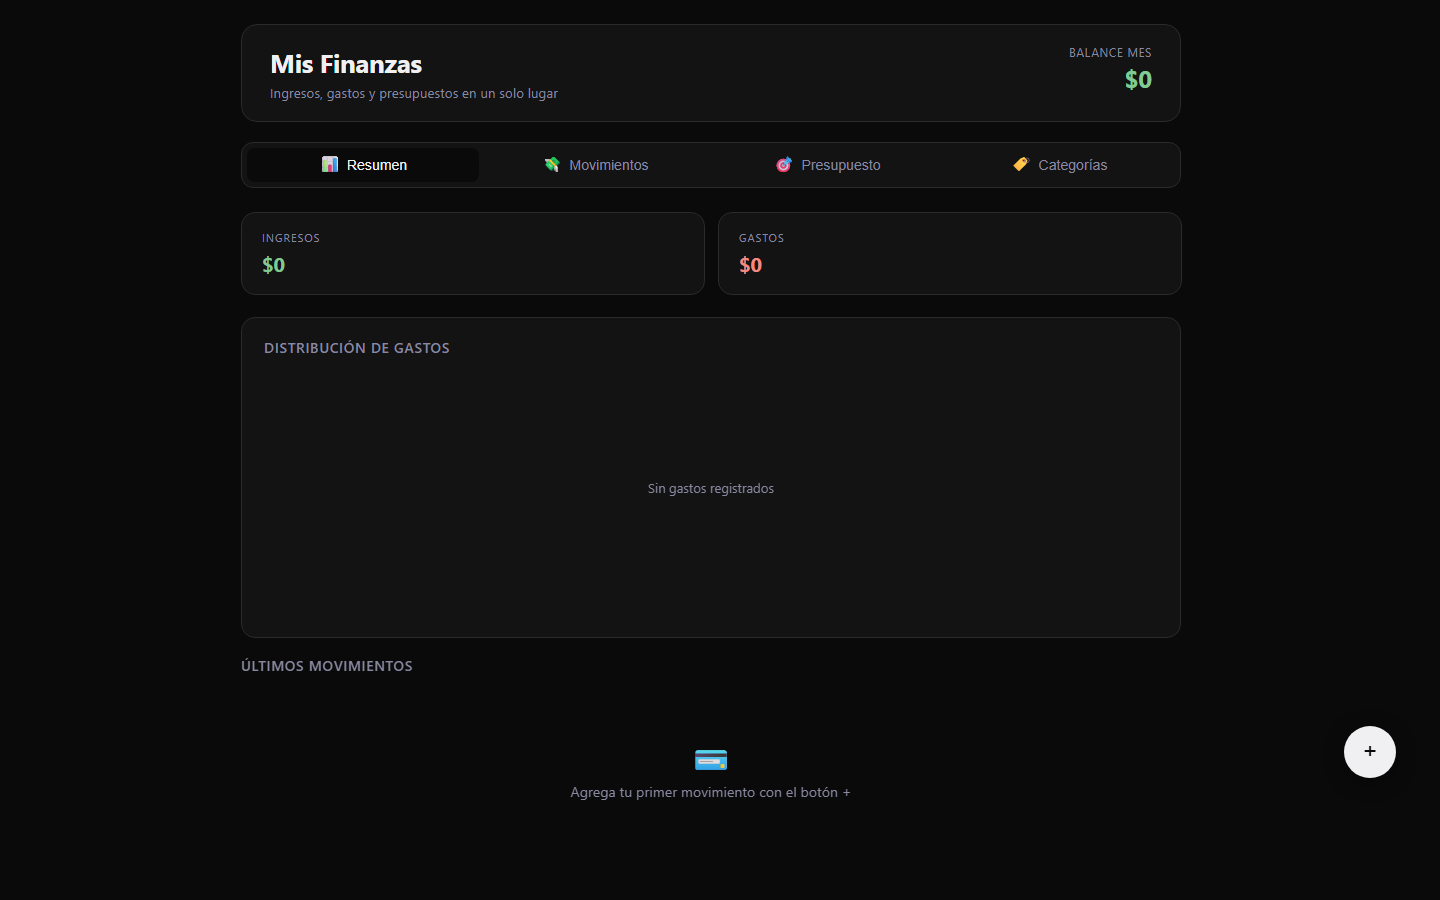 Mis Finanzas
Ingresos, gastos y presupuestos en un solo lugar
BALANCE MES
$0
Resumen
Movimientos
Presupuesto
Categorías
INGRESOS
$0
GASTOS
$0
DISTRIBUCIÓN DE GASTOS
Sin gastos registrados
ÚLTIMOS MOVIMIENTOS
Agrega tu primer movimiento con el botón +
+